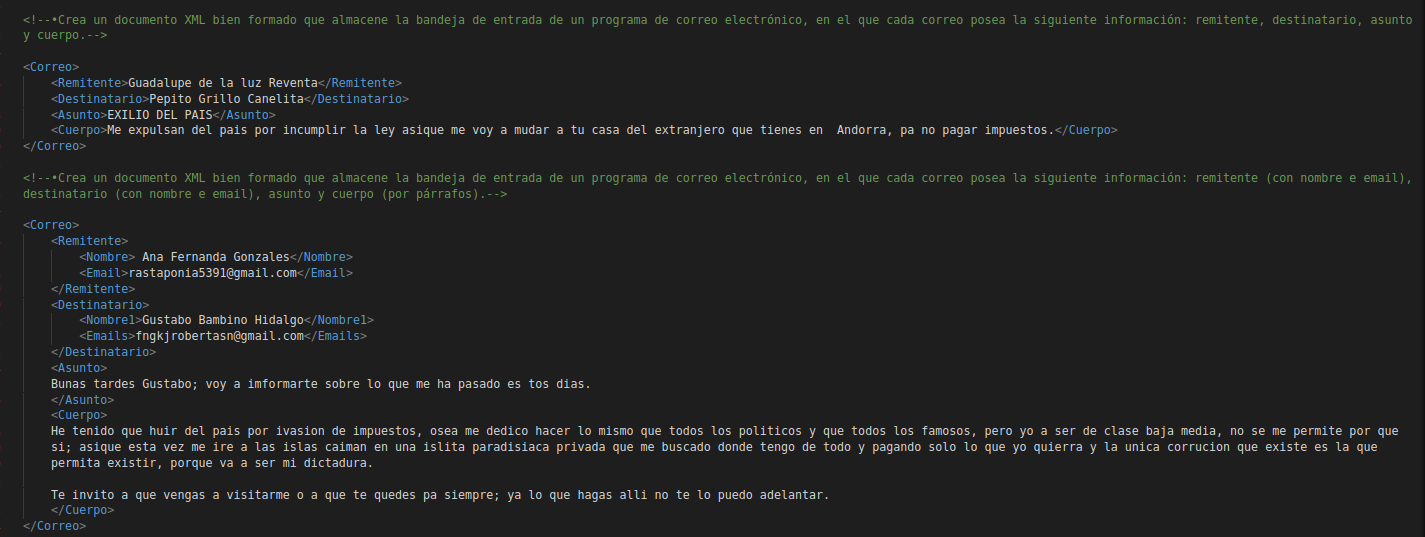 <!--•Crea un documento XML bien formado que almacene la bandeja de entrada de un programa de correo electrónico, en el que cada correo posea la siguiente información: remitente, destinatario, asunto
y cuerpo.-->
<Correo>
<Remitente>Guadalupe de la luz Reventa</Remitente>
<Destinatario>Pepito Grillo Canelita</Destinatario>
<Asunto>EXILIO DEL PAIS</Asunto>
<Cuerpo>Me expulsan del pais por incumplir la ley asique me voy a mudar a tu casa del extranjero que tienes en  Andorra, pa no pagar impuestos.</Cuerpo>
</Correo>
<!--•Crea un documento XML bien formado que almacene la bandeja de entrada de un programa de correo electrónico, en el que cada correo posea la siguiente información: remitente (con nombre e email),
destinatario (con nombre e email), asunto y cuerpo (por párrafos).-->
<Correo>
<Remitente>
<Nombre> Ana Fernanda Gonzales</Nombre>
<Email>rastaponia5391@gmail.com</Email>
</Remitente>
<Destinatario>
<Nombre1>Gustabo Bambino Hidalgo</Nombre1>
<Emails>fngkjrobertasn@gmail.com</Emails>
</Destinatario>
<Asunto>
Bunas tardes Gustabo; voy a imformarte sobre lo que me ha pasado es tos dias.
</Asunto>
<Cuerpo>
He tenido que huir del pais por ivasion de impuestos, osea me dedico hacer lo mismo que todos los politicos y que todos los famosos, pero yo a ser de clase baja media, no se me permite por que
si; asique esta vez me ire a las islas caiman en una islita paradisiaca privada que me buscado donde tengo de todo y pagando solo lo que yo quierra y la unica corrucion que existe es la que
permita existir, porque va a ser mi dictadura.
Te invito a que vengas a visitarme o a que te quedes pa siempre; ya lo que hagas alli no te lo puedo adelantar.
</Cuerpo>
</Correo>